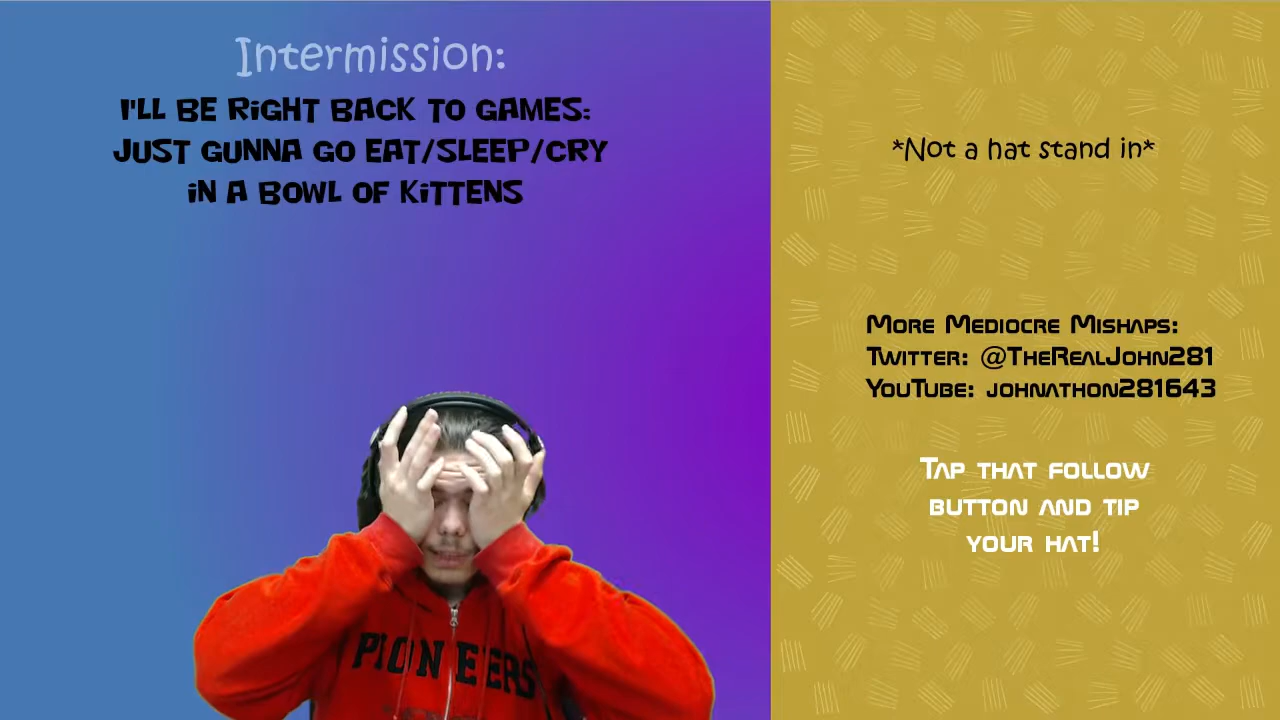 Intermission:
I'LL BE RIGHT BACK TO GAMES:
JUST GUNNA GO EAT/SLEEP/CRY
IN A BOWL OF KITTENS
*Not a hat stand in*
More Mediocre Mishaps:
Twitter: @TheRealJohn281
YouTube: johnathon281643
Tap that follow
button and tip
your hat!
PIONEERS